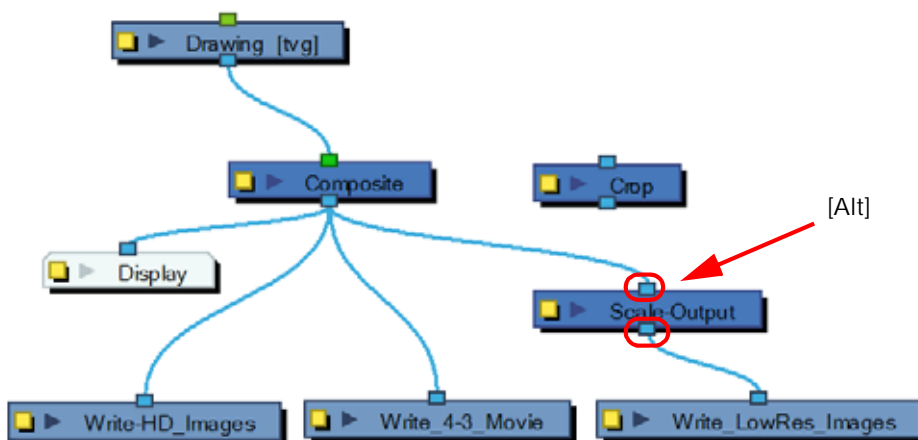 Drawing [tvg]
Composite
Crop
[Alt]
Display
Scale-Output
Write-HD_Images
Write_4-3_Movie
Write_LowRes_Images